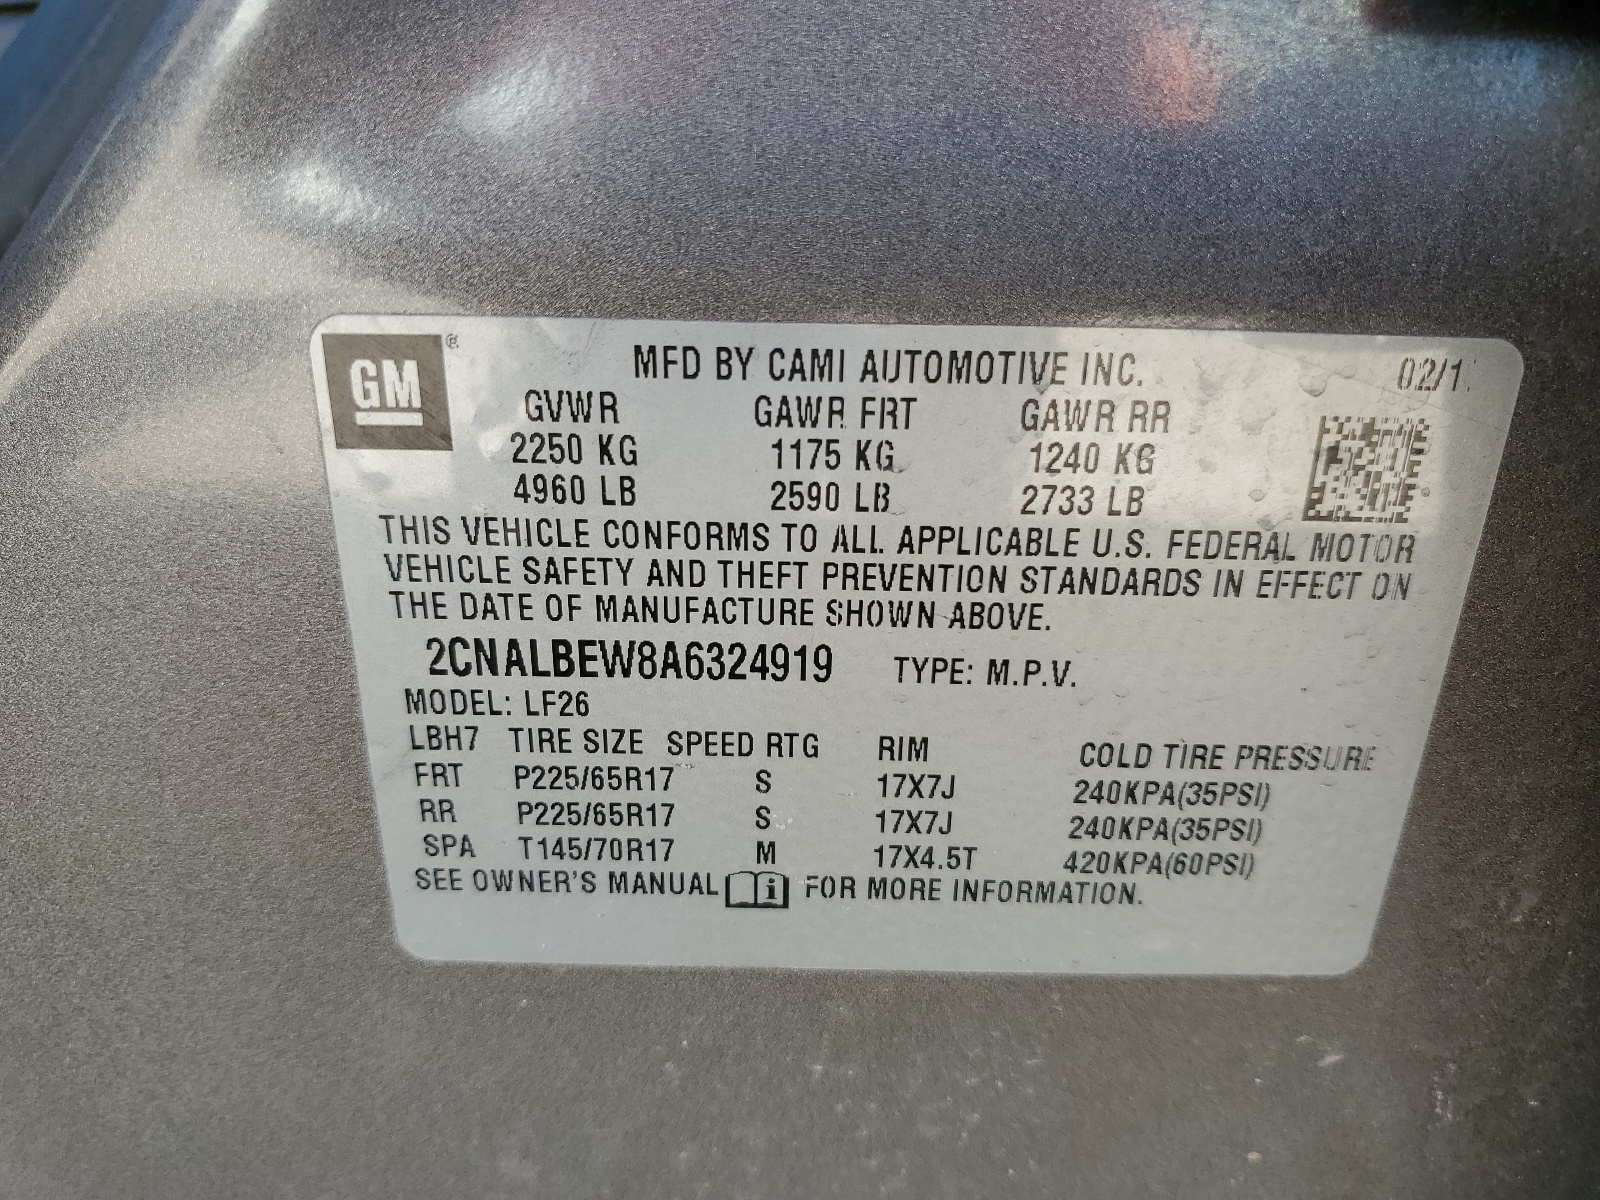 GM ®
MFD BY CAMI AUTOMOTIVE INC.
GVWR GAWR FRT GAWR RR
2250 KG 1175 KG 1240 KG
4960 LB 2590 LB 2733 LB
THIS VEHICLE CONFORMS TO ALL APPLICABLE U.S. FEDERAL MOTOR
VEHICLE SAFETY AND THEFT PREVENTION STANDARDS IN EFFECT ON
THE DATE OF MANUFACTURE SHOWN ABOVE.
2CNALBEW8A6324919 TYPE: M.P.V.
MODEL: LF26
LBH7 TIRE SIZE SPEED RTG RIM COLD TIRE PRESSURE
FRT P225/65R17 S 17X7J 240KPA(35PSI)
RR P225/65R17 S 17X7J 240KPA(35PSI)
SPA T145/70R17 M 17X4.5T 420KPA(60PSI)
SEE OWNER'S MANUAL i FOR MORE INFORMATION.